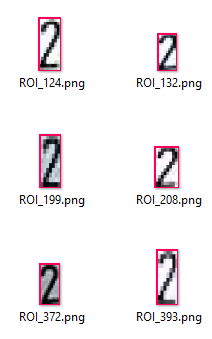 2 2
ROI_124.png ROI_132.png
2 2
ROI_199.png ROI_208.png
2 2
ROI_372.png ROI_393.png